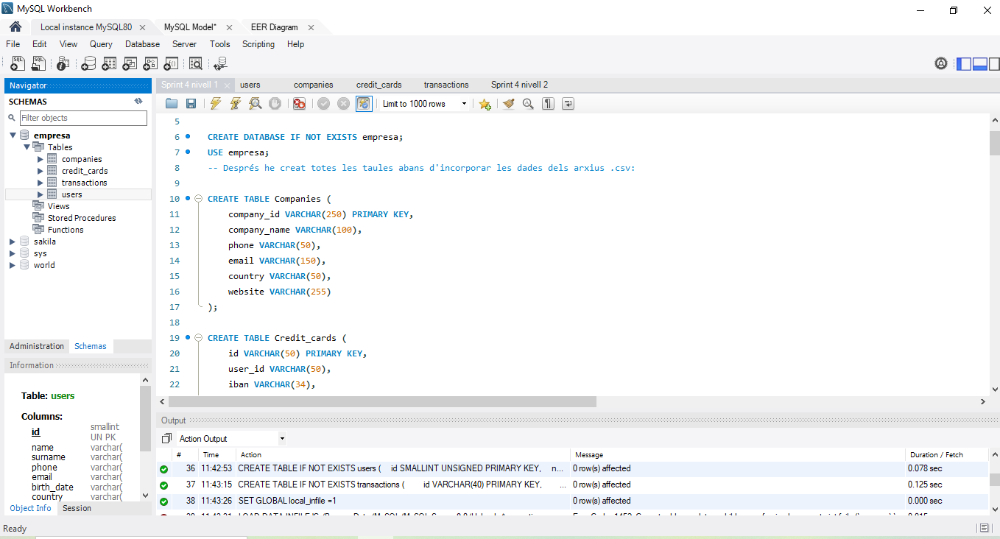 MySQL Workbench
Local instance MySQL80 × MySQL Model* × EER Diagram ×
File Edit View Query Database Server Tools Scripting Help
Navigator
SCHEMAS
Filter objects
empresa
Tables
companies
credit_cards
transactions
users
Views
Stored Procedures
Functions
sakila
sys
world
Administration Schemas
Information
Table: users
Columns:
id smallint
UN PK
name varchar(
surname varchar(
phone varchar(
email varchar(
birth_date varchar(
country varchar(
Object Info Session
Sprint 4 nivell 1 × users companies credit_cards transactions Sprint 4 nivell 2
Limit to 1000 rows
5
6 CREATE DATABASE IF NOT EXISTS empresa;
7 USE empresa;
8 -- Després he creat totes les taules abans d'incorporar les dades dels arxius .csv:
9
10 CREATE TABLE Companies (
11 company_id VARCHAR(250) PRIMARY KEY,
12 company_name VARCHAR(100),
13 phone VARCHAR(50),
14 email VARCHAR(150),
15 country VARCHAR(50),
16 website VARCHAR(255)
17 );
18
19 CREATE TABLE Credit_cards (
20 id VARCHAR(50) PRIMARY KEY,
21 user_id VARCHAR(50),
22 iban VARCHAR(34),
Output
Action Output
# Time Action Message Duration / Fetch
36 11:42:53 CREATE TABLE IF NOT EXISTS users ( id SMALLINT UNSIGNED PRIMARY KEY, n... 0 row(s) affected 0.078 sec
37 11:43:15 CREATE TABLE IF NOT EXISTS transactions ( id VARCHAR(40) PRIMARY KEY, ... 0 row(s) affected 0.125 sec
38 11:43:26 SET GLOBAL local_infile =1 0 row(s) affected 0.000 sec
Ready